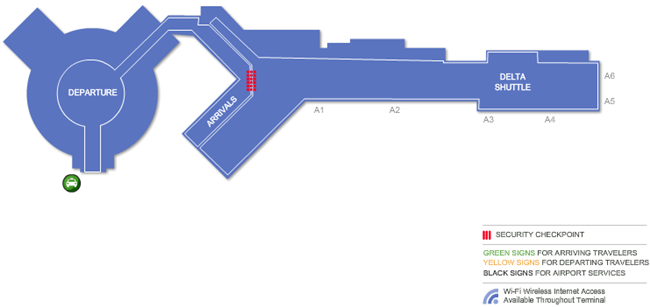 DEPARTURE
ARRIVALS
DELTA
SHUTTLE
A6
A5
A1
A2
A3
A4
SECURITY CHECKPOINT
GREEN SIGNS FOR ARRIVING TRAVELERS
YELLOW SIGNS FOR DEPARTING TRAVELERS
BLACK SIGNS FOR AIRPORT SERVICES
Wi-Fi Wireless Internet Access
Available Throughout Terminal